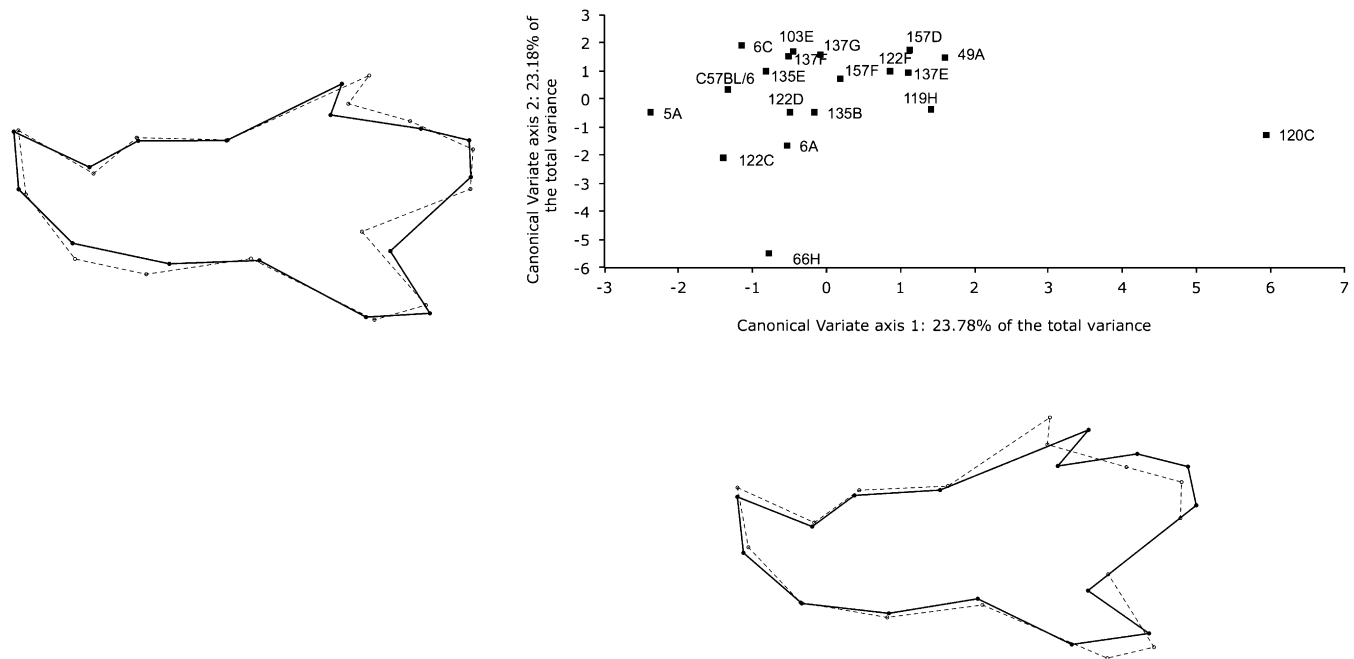 Canonical Variate axis 2: 23.18% of
the total variance
3
2
1
0
-1
-2
-3
-4
-5
-6
6C
103E
137F
137G
157D
49A
122F
137E
157F
135E
C57BL/6
5A
122D
135B
119H
120C
6A
122C
66H
-3 -2 -1 0 1 2 3 4 5 6 7
Canonical Variate axis 1: 23.78% of the total variance